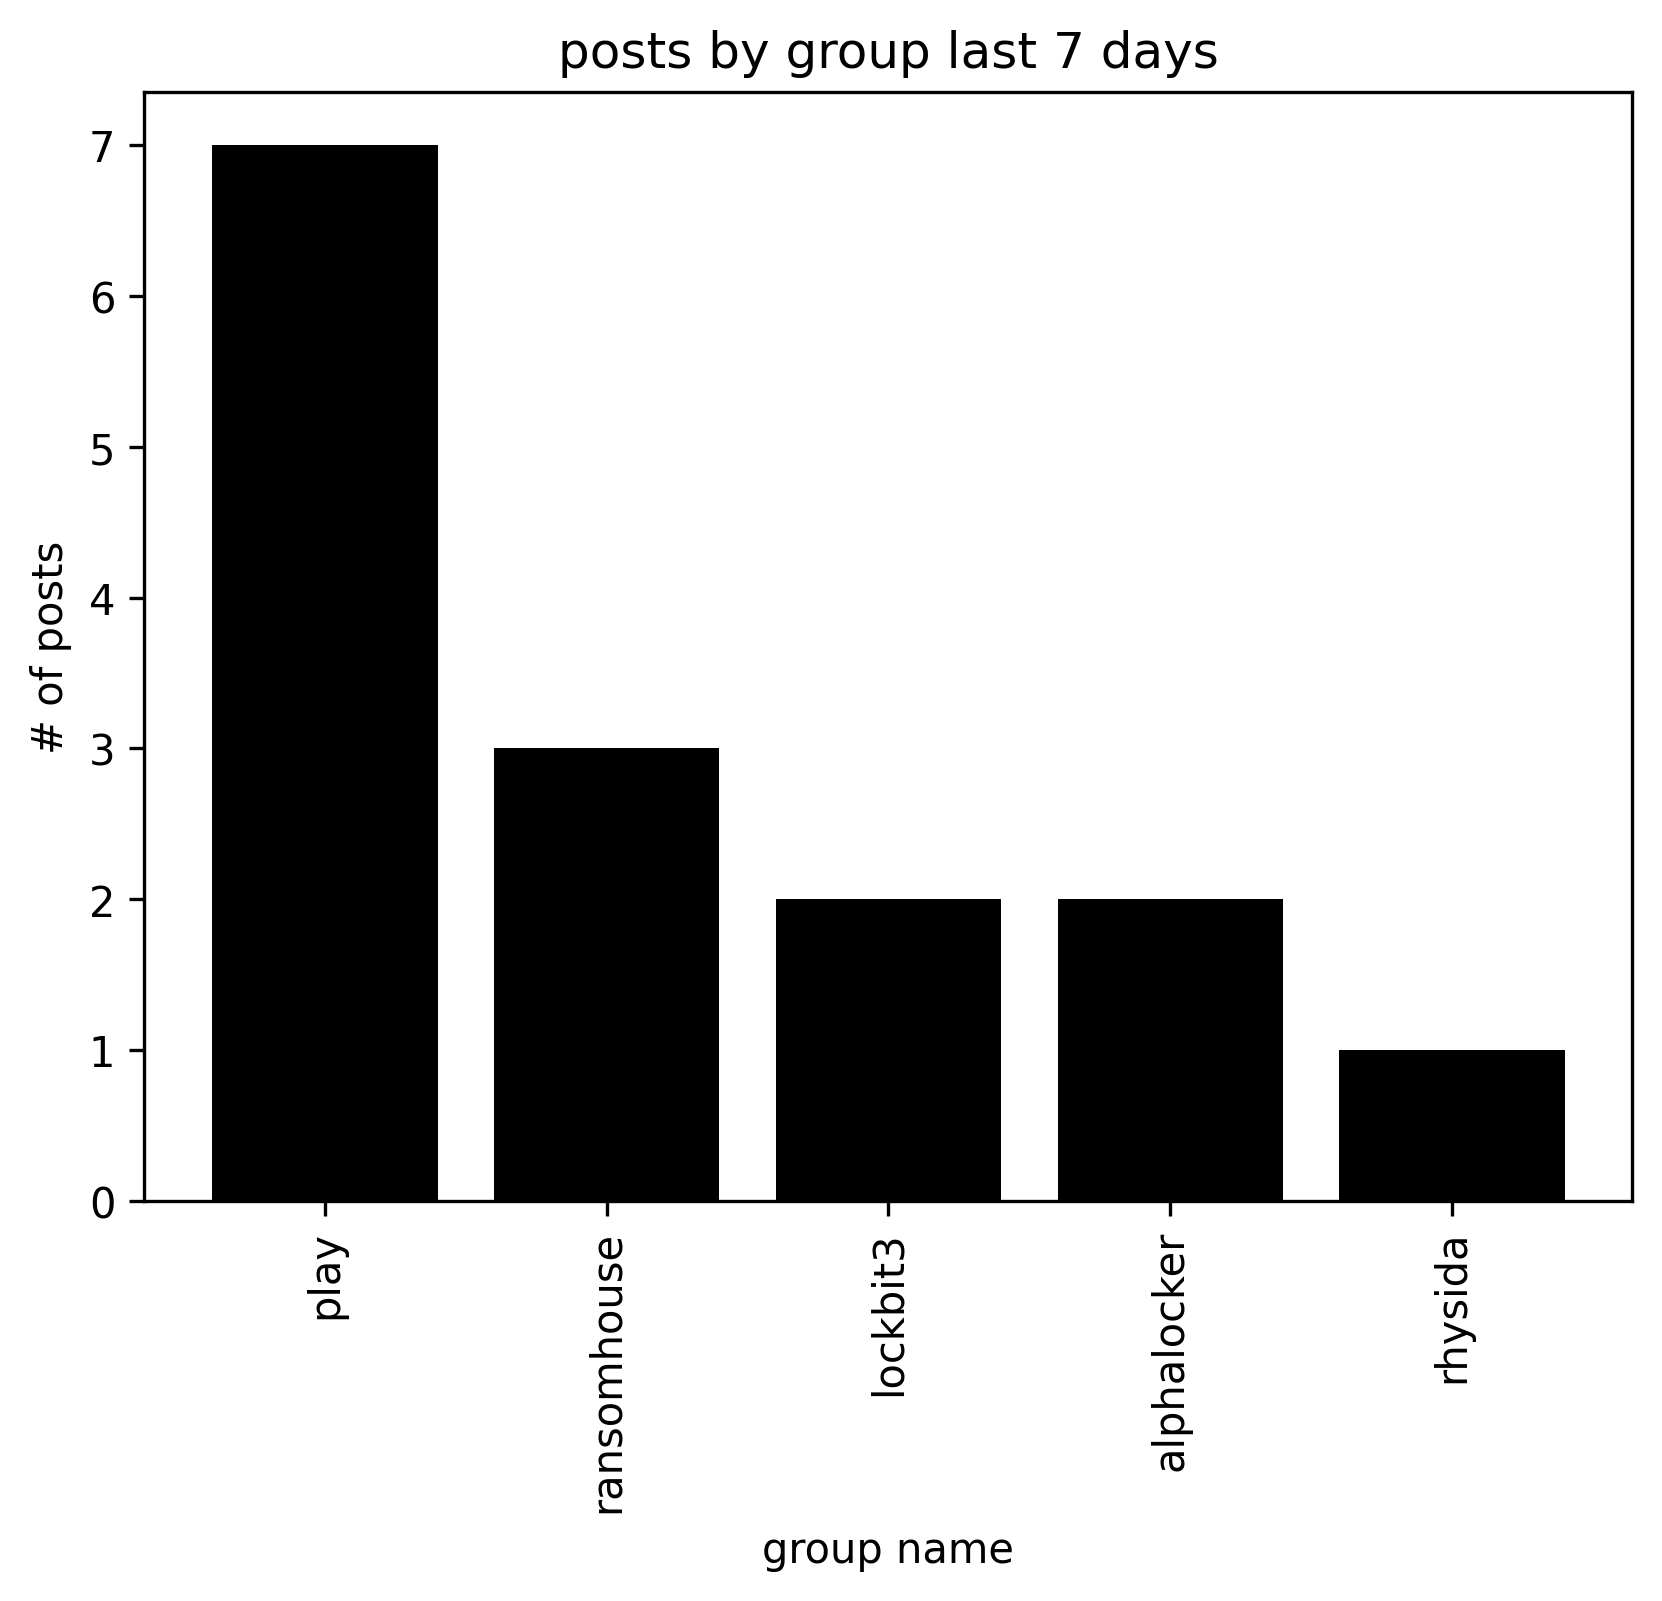 posts by group last 7 days
7
6
5
4
3
2
1
0
# of posts
play
ransomhouse
lockbit3
alphalocker
rhysida
group name